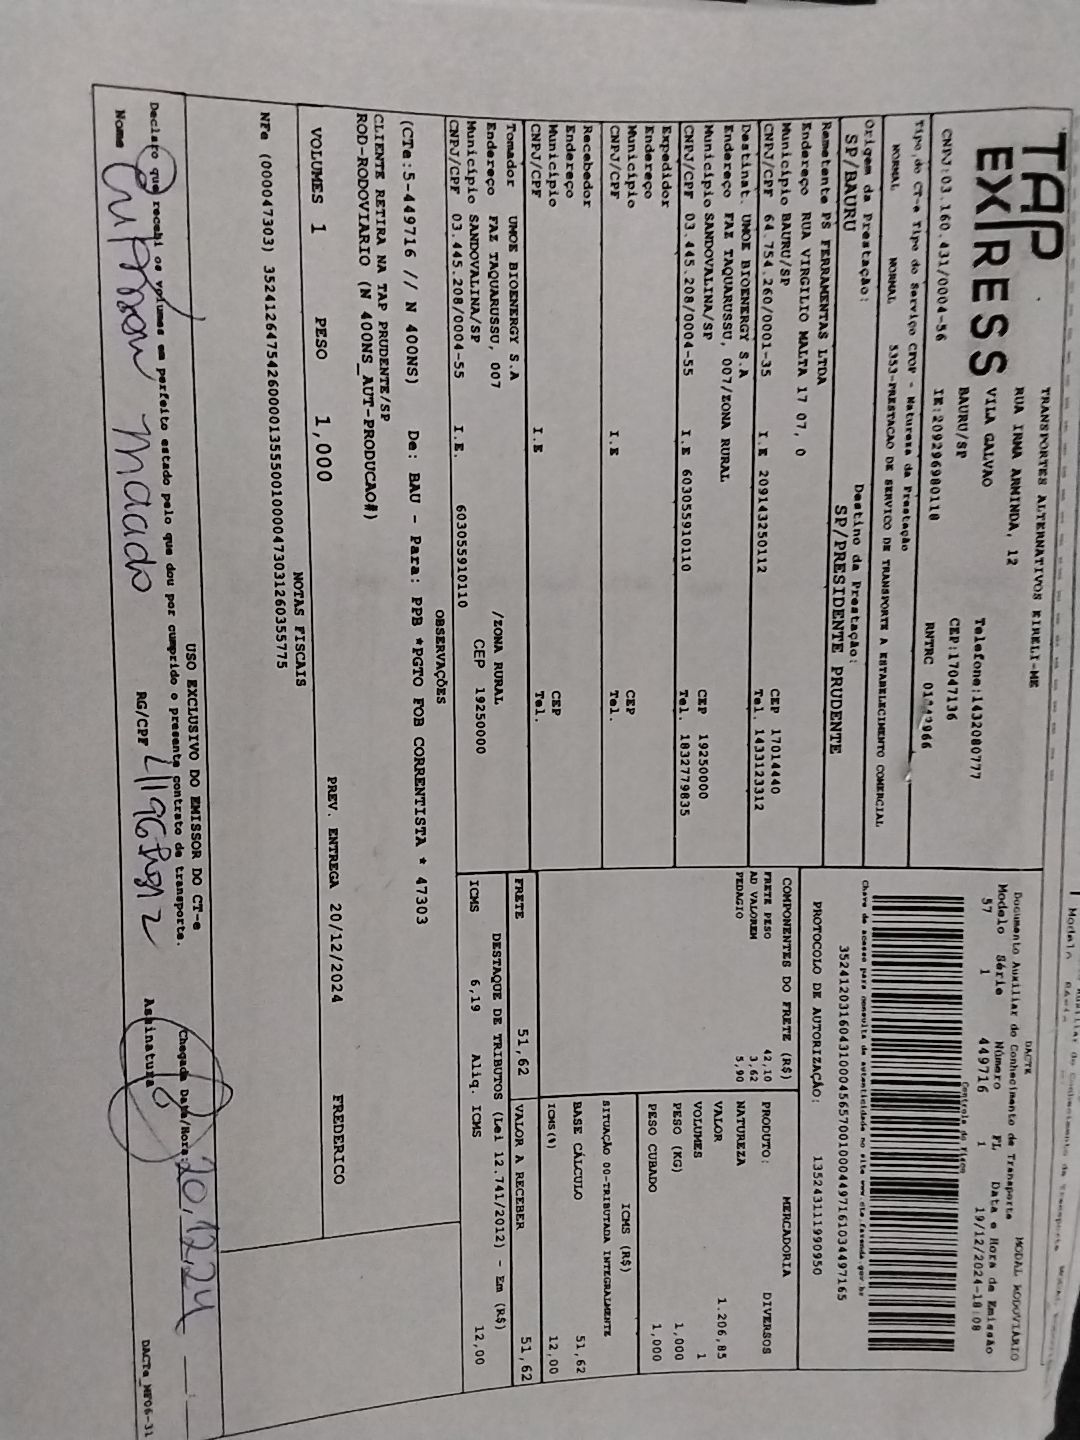 TAP EXPRESS
TRANSPORTES ALTERNATIVOS EIRELI-ME
RUA IRMA ARMINDA, 12
VILA GALVAO
BAURU/SP
Telefone:1432080777
CEP:17047136
CNPJ:03.160.431/0004-56 IE:209296980118 RNTRC
Tipo do CT-e Tipo do Serviço CFOP - Natureza da Prestação
NORMAL NORMAL 5353-PRESTACAO DE SERVICO DE TRANSPORTE A ESTABELECIMENTO COMERCIAL
Origem da Prestação: Destino da Prestação:
SP/BAURU SP/PRESIDENTE PRUDENTE
DACTE
Documento Auxiliar do Conhecimento de Transporte MODAL RODOVIÁRIO
Modelo Série Número FL Data e Hora de Emissão
57 1 449716 1 19/12/2024-18:08
Controle do Fisco
Chave de acesso para consulta de autenticidade no site www.cte.fazenda.gov.br
35241203160431000456570010004497161034497165
PROTOCOLO DE AUTORIZAÇÃO: 135243111990950
Remetente PS FERRAMENTAS LTDA
Endereço RUA VIRGILIO MALTA 17 07, 0
Município BAURU/SP CEP 17014440
CNPJ/CPF 64.754.260/0001-35 I.E 209143250112 Tel. 1433123312
Destinat. UMOE BIOENERGY S.A
Endereço FAZ TAQUARUSSU, 007/ZONA RURAL
Município SANDOVALINA/SP CEP 19250000
CNPJ/CPF 03.445.208/0004-55 I.E 603055910110 Tel. 1832779835
Expedidor
Endereço
Município CEP
CNPJ/CPF I.E Tel.
Recebedor
Endereço
Município CEP
CNPJ/CPF I.E Tel.
Tomador UMOE BIOENERGY S.A
Endereço FAZ TAQUARUSSU, 007 /ZONA RURAL
Município SANDOVALINA/SP CEP 19250000
CNPJ/CPF 03.445.208/0004-55 I.E. 603055910110
COMPONENTES DO FRETE (R$)
FRETE PESO 42,10
AD VALOREM 3,62
PEDAGIO 5,90
MERCADORIA
PRODUTO: DIVERSOS
NATUREZA
VALOR 1.206,85
VOLUMES 1
PESO (KG) 1,000
PESO CUBADO 1,000
ICMS (R$)
SITUAÇÃO 00-TRIBUTADA INTEGRALMENTE
BASE CÁLCULO 51,62
ICMS(%) 12,00
FRETE 51,62 VALOR A RECEBER 51,62
DESTAQUE DE TRIBUTOS (Lei 12.741/2012) - Em (R$)
ICMS 6,19 Aliq. ICMS 12,00
OBSERVAÇÕES
(CTe:5-449716 // N 400NS) De: BAU - Para: PPB *PGTO FOB CORRENTISTA * 47303
CLIENTE RETIRA NA TAP PRUDENTE/SP
ROD-RODOVIARIO (N 400NS_AUT-PRODUCAO#)
VOLUMES 1 PESO 1,000 PREV. ENTREGA 20/12/2024 FREDERICO
NOTAS FISCAIS
NFe (000047303) 35241264754260000135550010000473031260355775
USO EXCLUSIVO DO EMISSOR DO CT-e
Declaro que recebi os volumes em perfeito estado pelo que dou por cumprido o presente contrato de transporte.
Chegada Data/Hora: 20,12,24
Nome RG/CPF Assinatura
DACTe_MP06-31